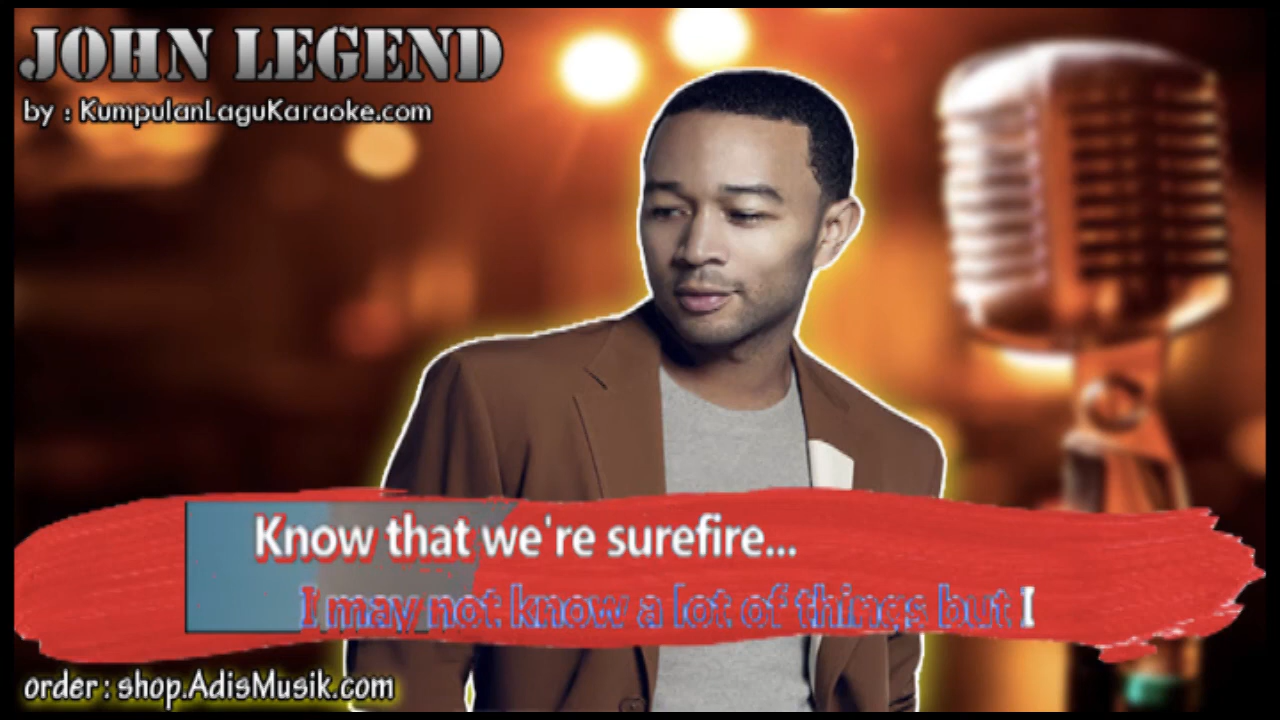 JOHN LEGEND
by : KumpulanLaguKaraoke.com
Know that we're surefire...
I may not know a lot of things but I
order : shop.AdisMusik.com